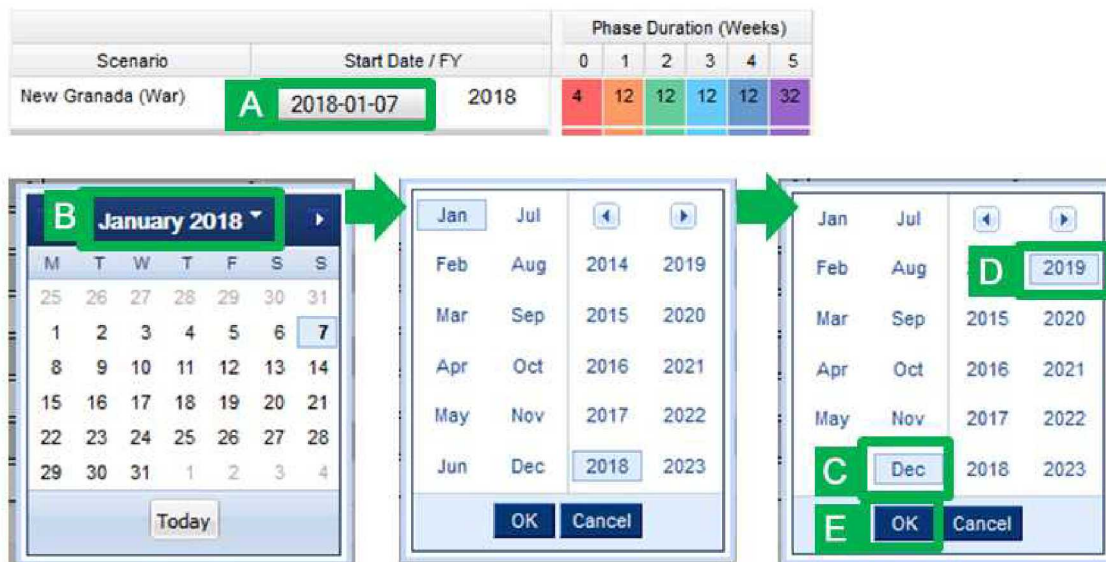 Phase Duration (Weeks)
Scenario Start Date / FY 0 1 2 3 4 5
New Granada (War) A 2018-01-07 2018 4 12 12 12 12 32
B January 2018
M T W T F S S
25 26 27 28 29 30 31
1 2 3 4 5 6 7
8 9 10 11 12 13 14
15 16 17 18 19 20 21
22 23 24 25 26 27 28
29 30 31 1 2 3 4
Today
Jan Jul
Feb Aug 2014 2019
Mar Sep 2015 2020
Apr Oct 2016 2021
May Nov 2017 2022
Jun Dec 2018 2023
OK Cancel
Jan Jul
Feb Aug D 2019
Mar Sep 2015 2020
Apr Oct 2016 2021
May Nov 2017 2022
C Dec 2018 2023
E OK Cancel